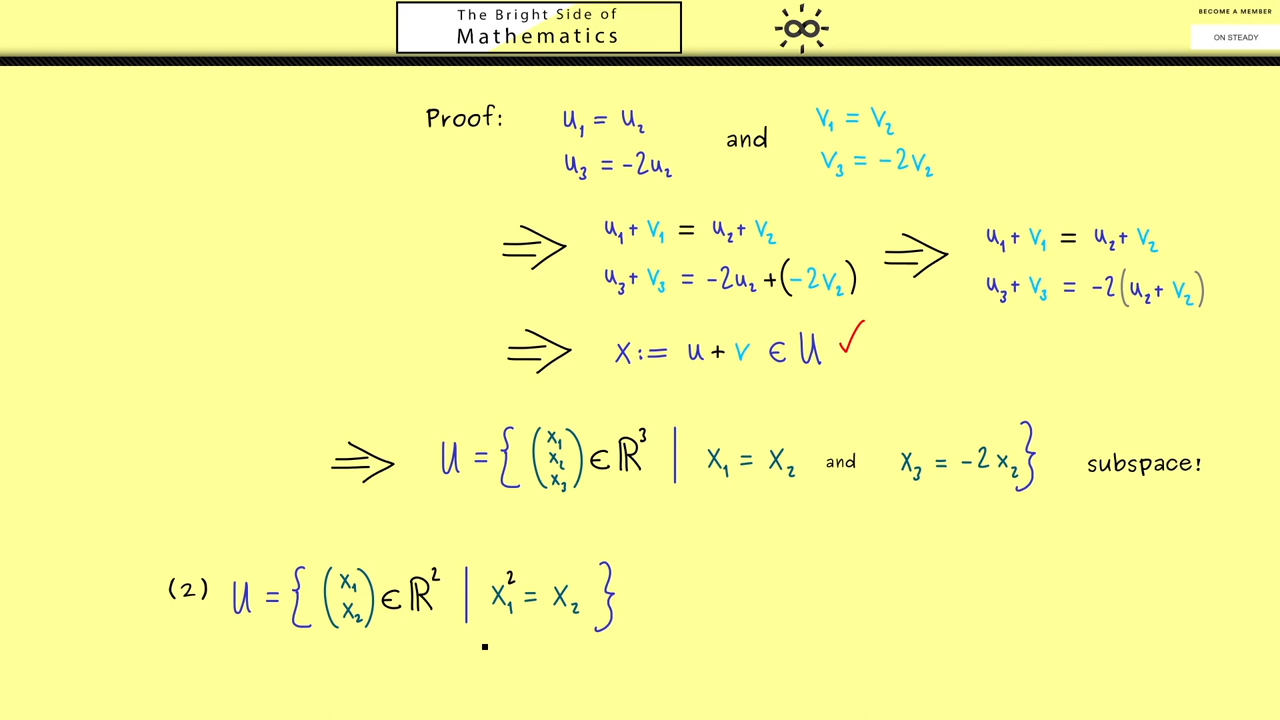 The Bright Side of
Mathematics
BECOME A MEMBER
ON STEADY
Proof: u₁ = u₂ and v₁ = v₂
u₃ = -2u₂ v₃ = -2v₂
⇒ u₁ + v₁ = u₂ + v₂ ⇒ u₁ + v₁ = u₂ + v₂
u₃ + v₃ = -2u₂ + (-2v₂) u₃ + v₃ = -2(u₂ + v₂)
⇒ x := u + v ∈ U ✓
⇒ U = { (x₁ x₂ x₃) ∈ ℝ³ | x₁ = x₂ and x₃ = -2x₂ } subspace!
(2) U = { (x₁ x₂) ∈ ℝ² | x₁² = x₂ }